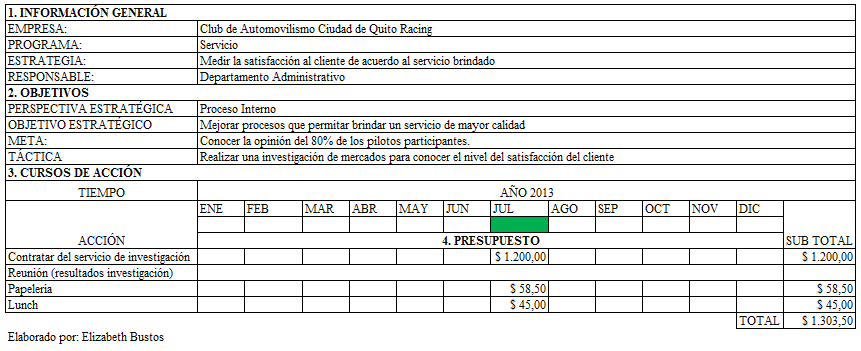 1. INFORMACIÓN GENERAL
EMPRESA: Club de Automovilismo Ciudad de Quito Racing
PROGRAMA: Servicio
ESTRATEGIA: Medir la satisfacción al cliente de acuerdo al servicio brindado
RESPONSABLE: Departamento Administrativo
2. OBJETIVOS
PERSPECTIVA ESTRATÉGICA Proceso Interno
OBJETIVO ESTRATÉGICO Mejorar procesos que permitar brindar un servicio de mayor calidad
META: Conocer la opinión del 80% de los pilotos participantes.
TÁCTICA Realizar una investigación de mercados para conocer el nivel del satisfacción del cliente
3. CURSOS DE ACCIÓN
TIEMPO AÑO 2013
ENE FEB MAR ABR MAY JUN JUL AGO SEP OCT NOV DIC
ACCIÓN 4. PRESUPUESTO SUB TOTAL
Contratar del servicio de investigación $ 1.200,00 $ 1.200,00
Reunión (resultados investigación)
Papeleria $ 58,50 $ 58,50
Lunch $ 45,00 $ 45,00
TOTAL $ 1.303,50
Elaborado por: Elizabeth Bustos